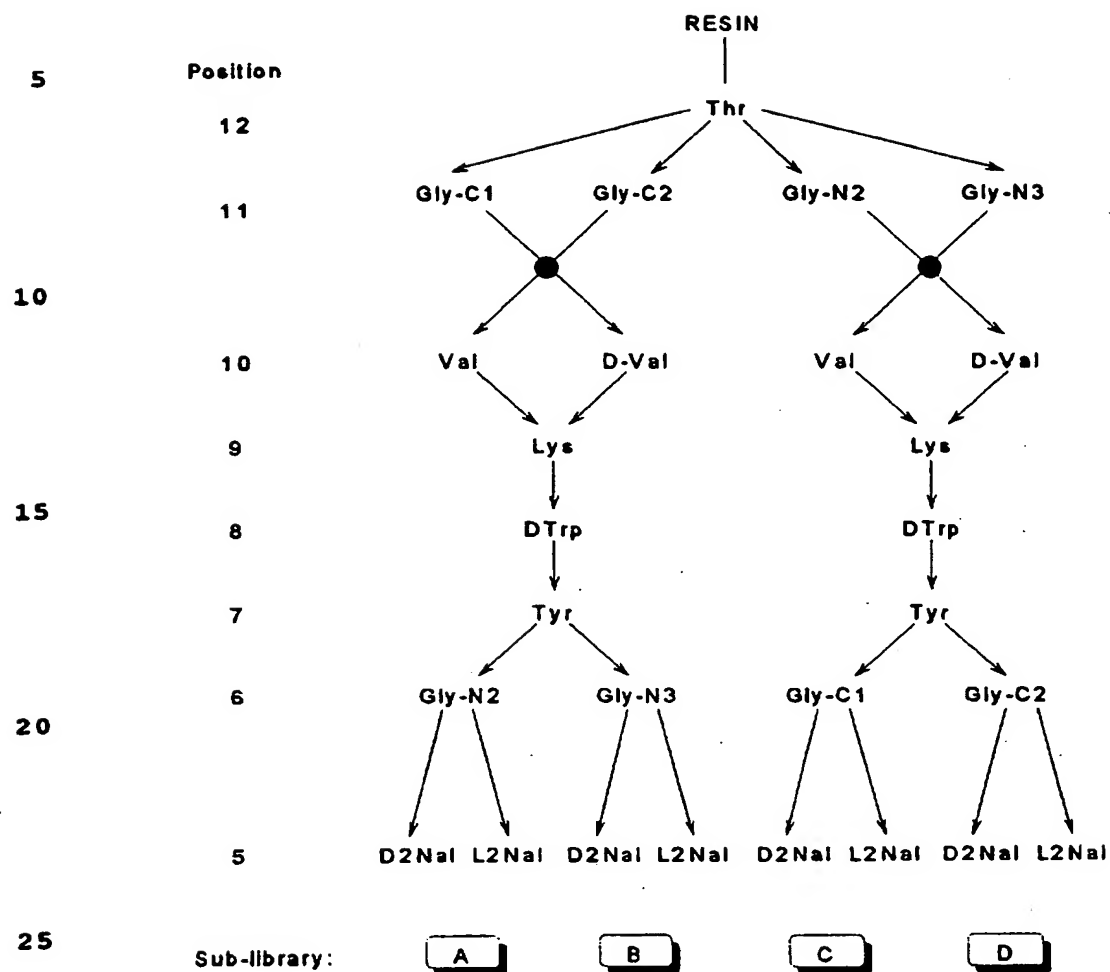 RESIN
5
Position
Thr
12
Gly-C1 Gly-C2 Gly-N2 Gly-N3
11
10
Val D-Val Val D-Val
10
Lys Lys
9
15
DTrp DTrp
8
Tyr Tyr
7
Gly-N2 Gly-N3 Gly-C1 Gly-C2
6
20
D2Nal L2Nal D2Nal L2Nal D2Nal L2Nal D2Nal L2Nal
5
25
Sub-library: A B C D